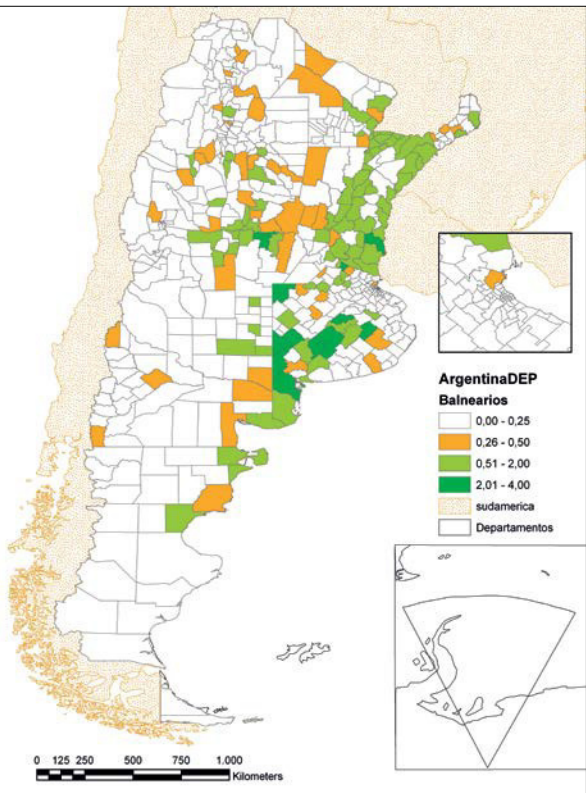 ArgentinaDEP
Balnearios
0,00 - 0,25
0,26 - 0,50
0,51 - 2,00
2,01 - 4,00
sudamerica
Departamentos
0 125 250 500 750 1.000
Kilometers